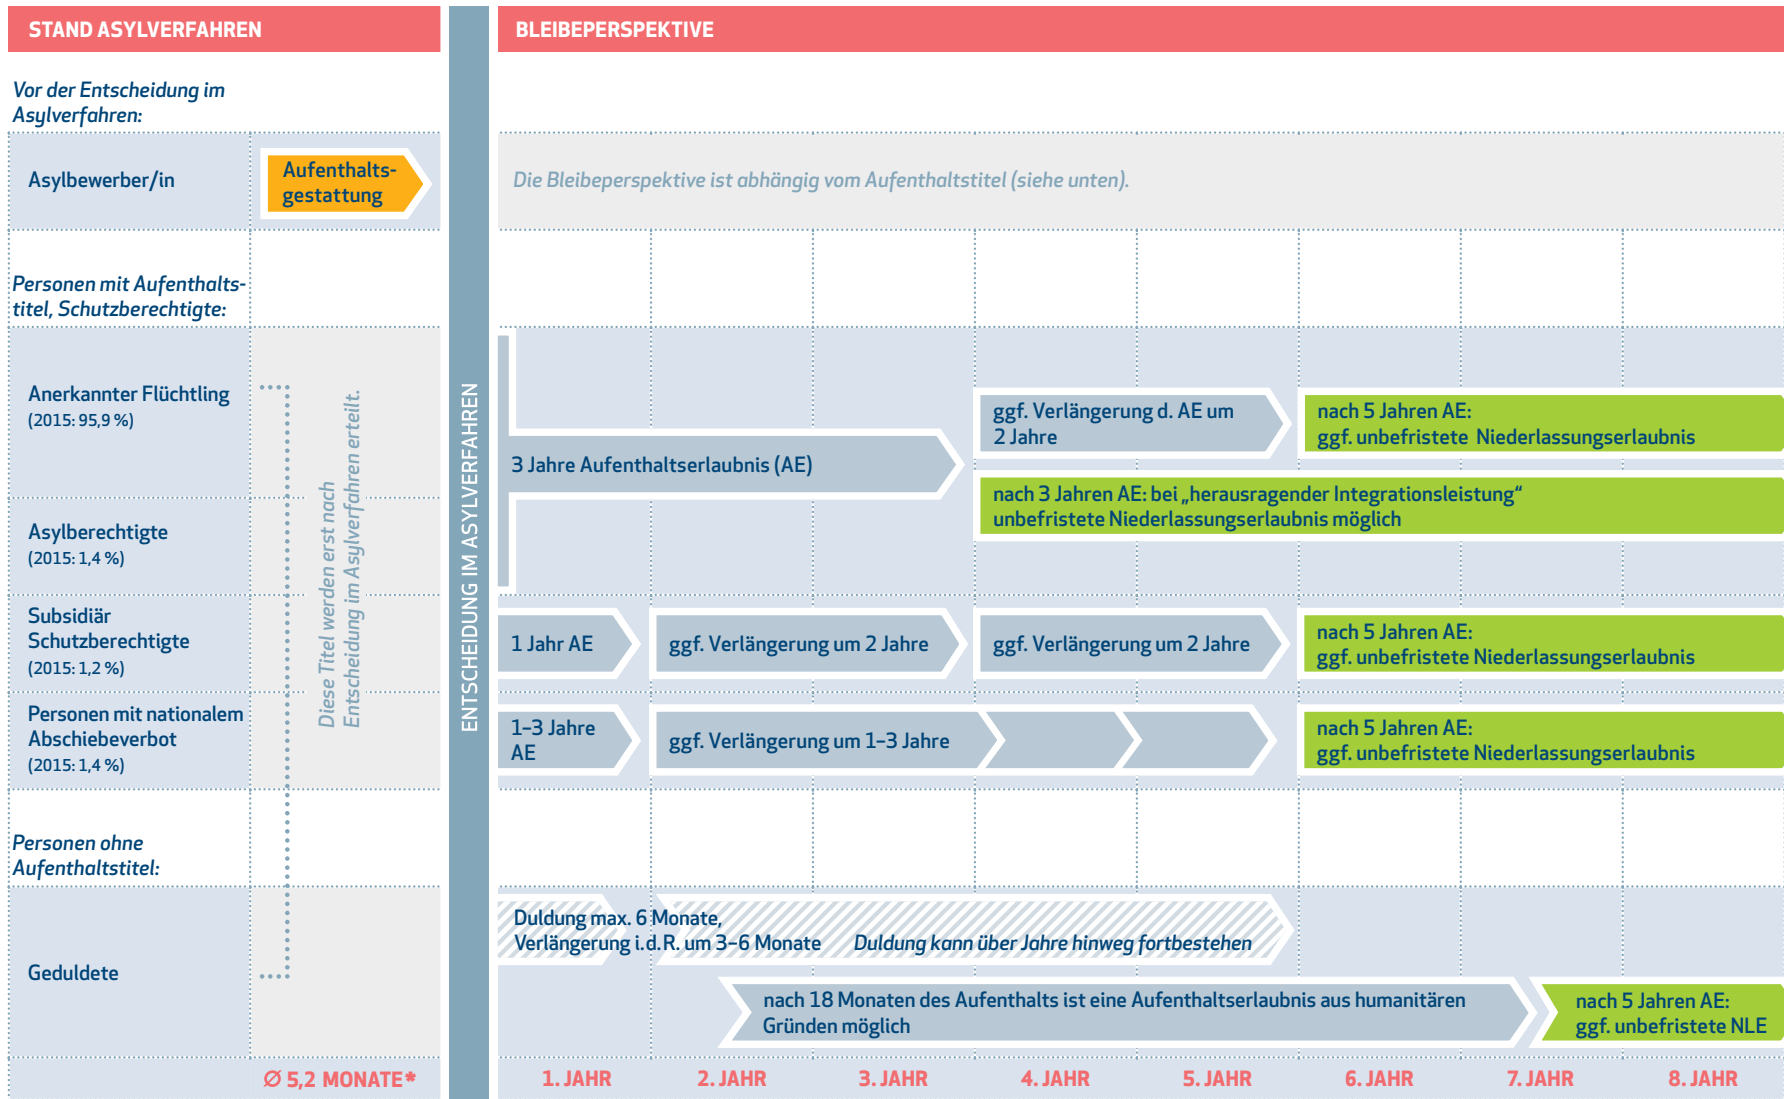 STAND ASYLVERFAHREN
BLEIBEPERSPEKTIVE
Vor der Entscheidung im
Asylverfahren:
Asylbewerber/in
Aufenthalts-
gestattung
Die Bleibeperspektive ist abhängig vom Aufenthaltstitel (siehe unten).
Personen mit Aufenthalts-
titel, Schutzberechtigte:
Anerkannter Flüchtling
(2015: 95,9 %)
Asylberechtigte
(2015: 1,4 %)
Subsidiär
Schutzberechtigte
(2015: 1,2 %)
Personen mit nationalem
Abschiebeverbot
(2015: 1,4 %)
Diese Titel werden erst nach
Entscheidung im Asylverfahren erteilt.
ENTSCHEIDUNG IM ASYLVERFAHREN
3 Jahre Aufenthaltserlaubnis (AE)
ggf. Verlängerung d. AE um
2 Jahre
nach 5 Jahren AE:
ggf. unbefristete Niederlassungserlaubnis
nach 3 Jahren AE: bei „herausragender Integrationsleistung“
unbefristete Niederlassungserlaubnis möglich
1 Jahr AE
ggf. Verlängerung um 2 Jahre
ggf. Verlängerung um 2 Jahre
nach 5 Jahren AE:
ggf. unbefristete Niederlassungserlaubnis
1–3 Jahre
AE
ggf. Verlängerung um 1–3 Jahre
nach 5 Jahren AE:
ggf. unbefristete Niederlassungserlaubnis
Personen ohne
Aufenthaltstitel:
Geduldete
Duldung max. 6 Monate,
Verlängerung i.d.R. um 3–6 Monate
Duldung kann über Jahre hinweg fortbestehen
nach 18 Monaten des Aufenthalts ist eine Aufenthaltserlaubnis aus humanitären
Gründen möglich
nach 5 Jahren AE:
ggf. unbefristete NLE
Ø 5,2 MONATE*
1. JAHR
2. JAHR
3. JAHR
4. JAHR
5. JAHR
6. JAHR
7. JAHR
8. JAHR